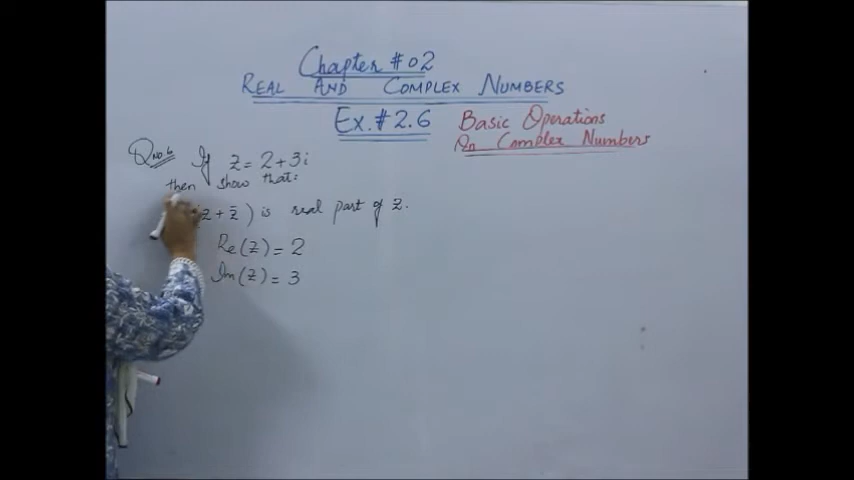 Chapter # 02
REAL AND COMPLEX NUMBERS
Ex. # 2.6
Basic Operations
On Complex Numbers
Q no. 6 If z = 2 + 3i
then show that:
(z + z̄) is real part of z.
Re(z) = 2
Im(z) = 3